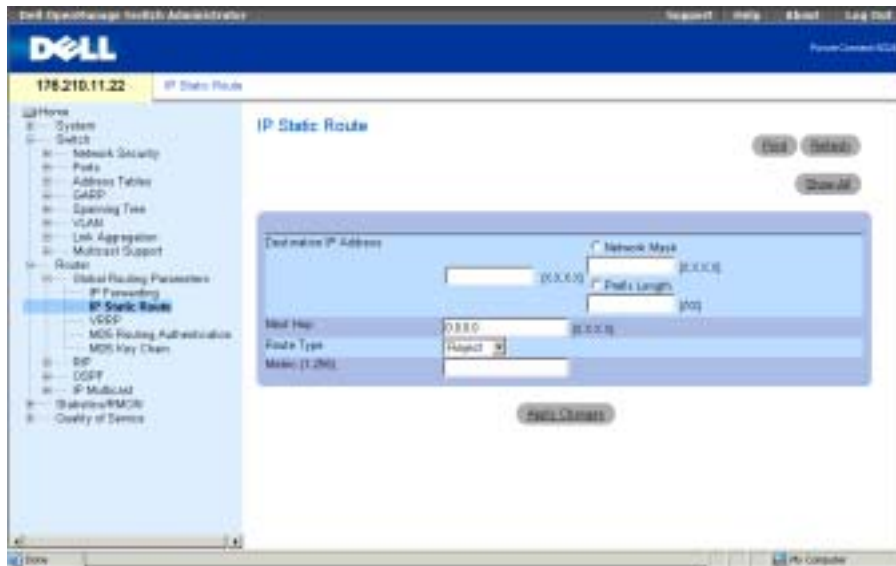 Dell OpenManage Switch Administrator
Support Help About Log Out
DELL
176.210.11.22
IP Static Route
Home
System
Switch
Network Security
Ports
Address Tables
GARP
Spanning Tree
VLAN
Link Aggregation
Multicast Support
Router
Global Routing Parameters
IP Forwarding
IP Static Route
VRRP
MD5 Routing Authentication
MD5 Key Chain
RIP
OSPF
IP Multicast
Statistics/RMON
Quality of Service
IP Static Route
Print Refresh
Show All
Destination IP Address
(X.X.X.X)
Network Mask
(X.X.X.X)
Prefix Length
(/XX)
Next Hop
0.0.0.0
(X.X.X.X)
Route Type
Reject
Apply Changes
Done
My Computer